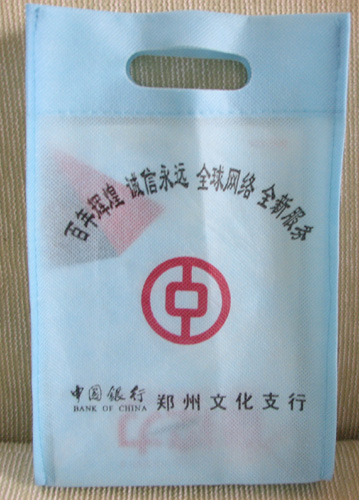 百年辉煌 诚信永远 全球网络 全新服务
中国银行 郑州文化支行
BANK OF CHINA